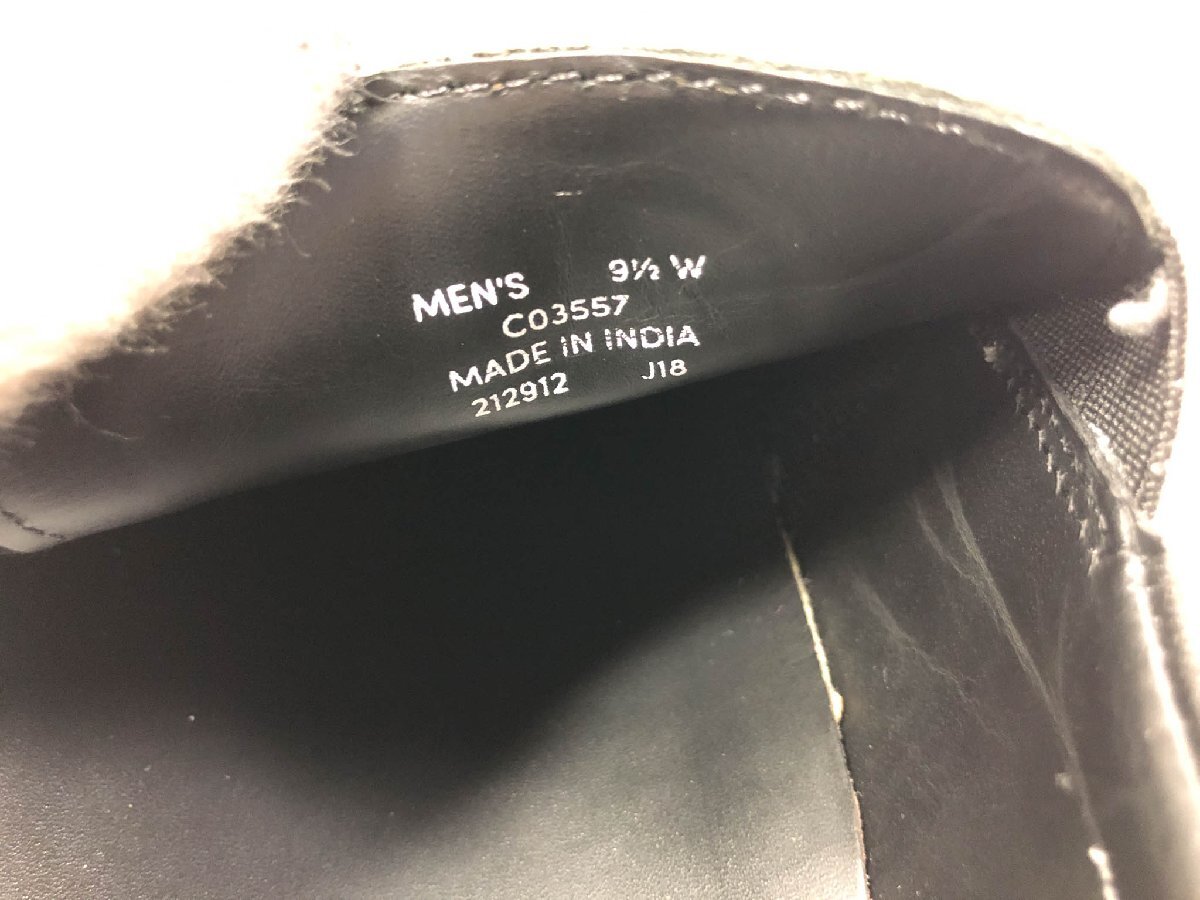 MEN'S 9½ W
C03557
MADE IN INDIA
212912 J18